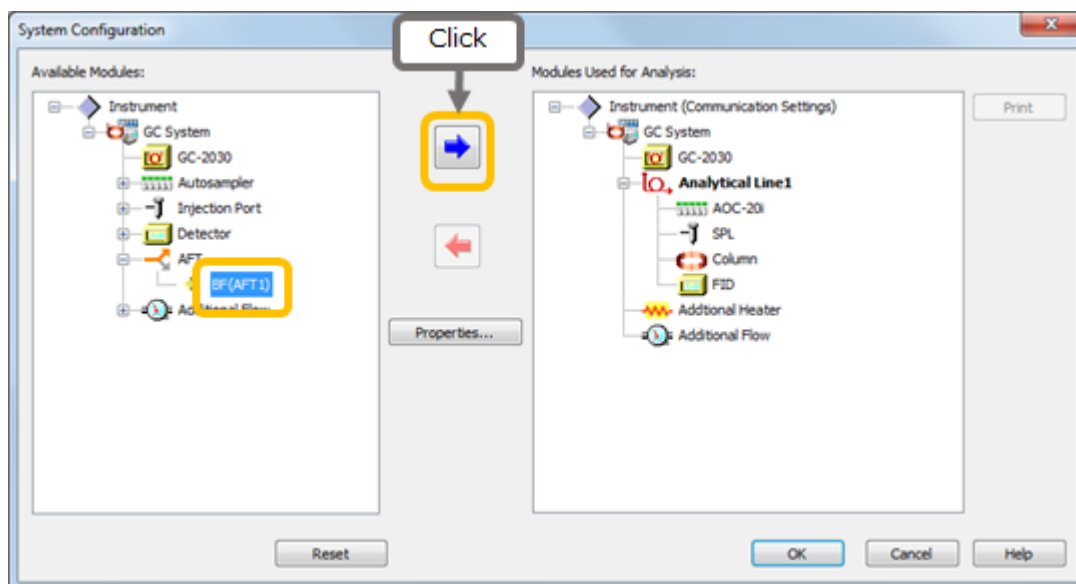 System Configuration
Click
Available Modules:
Instrument
GC System
GC-2030
Autosampler
Injection Port
Detector
AFT
BF(AFT1)
Additional Flow
Properties...
Reset
Modules Used for Analysis:
Instrument (Communication Settings)
GC System
GC-2030
Analytical Line1
AOC-20i
SPL
Column
FID
Addtional Heater
Additional Flow
Print
OK
Cancel
Help